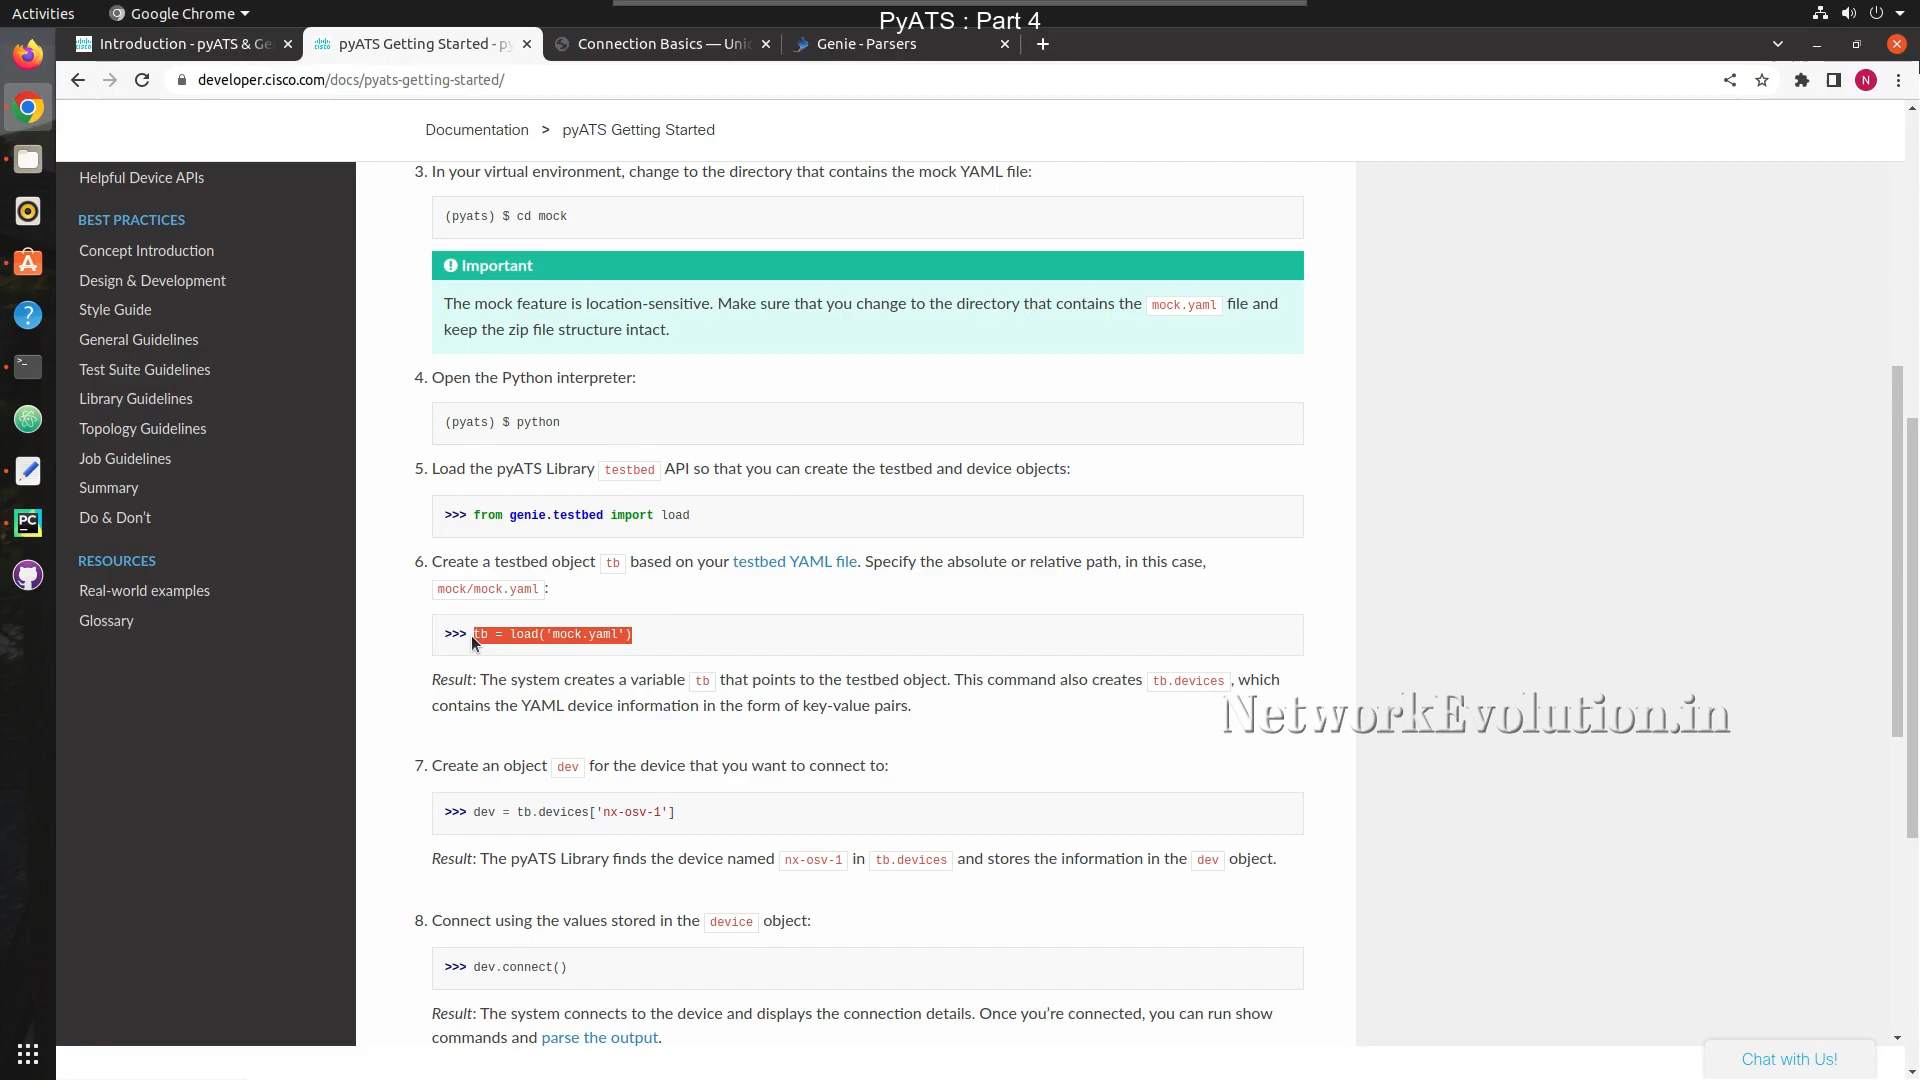 Activities
Google Chrome
PyATS : Part 4
Introduction - pyATS & Ge
pyATS Getting Started - py
Connection Basics — Unic
Genie - Parsers
developer.cisco.com/docs/pyats-getting-started/
N
Documentation > pyATS Getting Started
Helpful Device APIs
BEST PRACTICES
Concept Introduction
Design & Development
Style Guide
General Guidelines
Test Suite Guidelines
Library Guidelines
Topology Guidelines
Job Guidelines
Summary
Do & Don't
RESOURCES
Real-world examples
Glossary
3. In your virtual environment, change to the directory that contains the mock YAML file:
(pyats) $ cd mock
Important
The mock feature is location-sensitive. Make sure that you change to the directory that contains the mock.yaml file and
keep the zip file structure intact.
4. Open the Python interpreter:
(pyats) $ python
5. Load the pyATS Library testbed API so that you can create the testbed and device objects:
>>> from genie.testbed import load
6. Create a testbed object tb based on your testbed YAML file. Specify the absolute or relative path, in this case,
mock/mock.yaml :
>>> tb = load('mock.yaml')
Result: The system creates a variable tb that points to the testbed object. This command also creates tb.devices, which
contains the YAML device information in the form of key-value pairs.
NetworkEvolution.in
7. Create an object dev for the device that you want to connect to:
>>> dev = tb.devices['nx-osv-1']
Result: The pyATS Library finds the device named nx-osv-1 in tb.devices and stores the information in the dev object.
8. Connect using the values stored in the device object:
>>> dev.connect()
Result: The system connects to the device and displays the connection details. Once you're connected, you can run show
commands and parse the output.
Chat with Us!